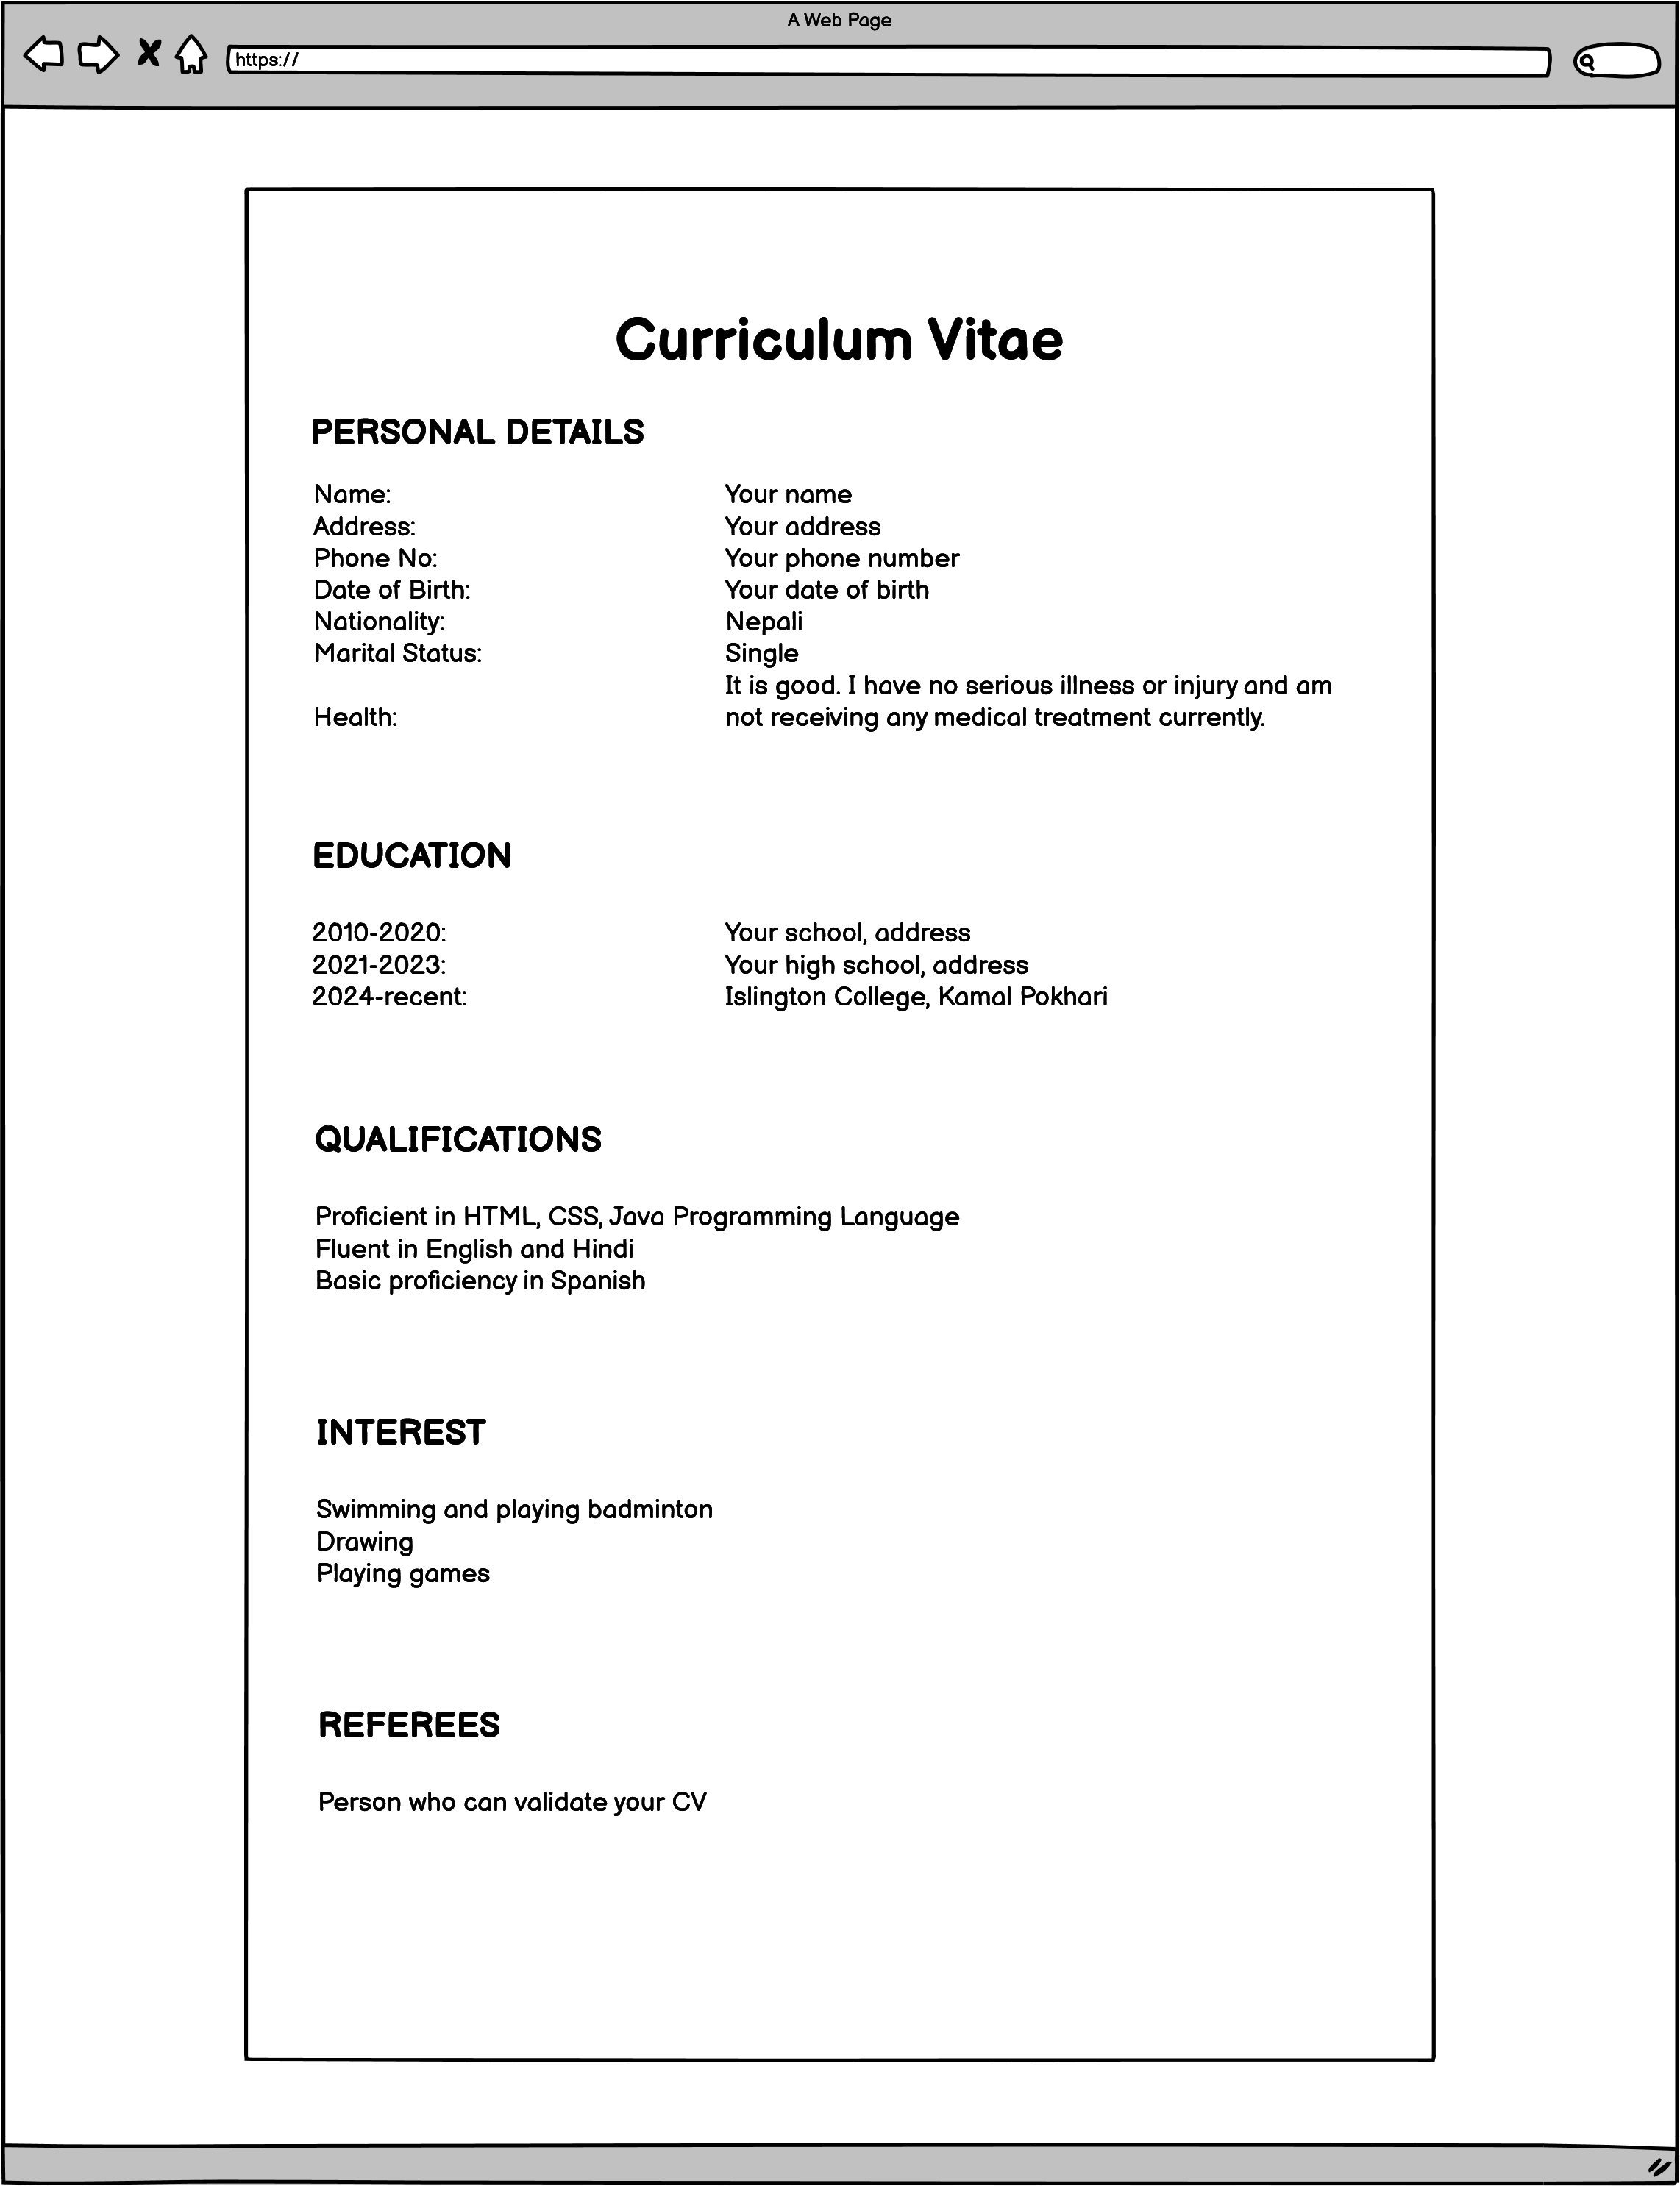 A Web Page
https://
Curriculum Vitae
PERSONAL DETAILS
Name: Your name
Address: Your address
Phone No: Your phone number
Date of Birth: Your date of birth
Nationality: Nepali
Marital Status: Single
It is good. I have no serious illness or injury and am
Health: not receiving any medical treatment currently.
EDUCATION
2010-2020: Your school, address
2021-2023: Your high school, address
2024-recent: Islington College, Kamal Pokhari
QUALIFICATIONS
Proficient in HTML, CSS, Java Programming Language
Fluent in English and Hindi
Basic proficiency in Spanish
INTEREST
Swimming and playing badminton
Drawing
Playing games
REFEREES
Person who can validate your CV